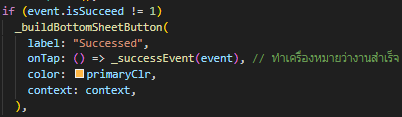 if (event.isSucceed != 1)
_buildBottomSheetButton(
label: "Successed",
onTap: () => _successEvent(event), // ทำเครื่องหมายว่างานสำเร็จ
color: primaryClr,
context: context,
),